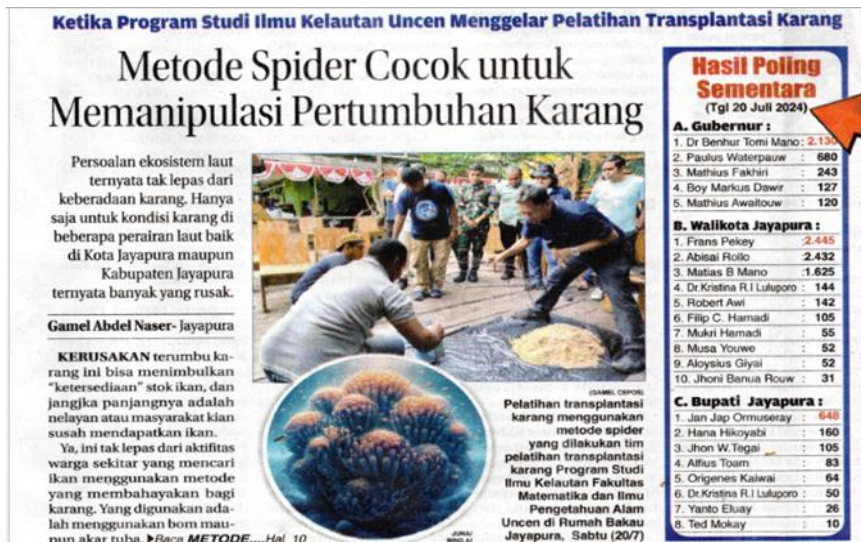 Ketika Program Studi Ilmu Kelautan Uncen Menggelar Pelatihan Transplantasi Karang
Metode Spider Cocok untuk
Memanipulasi Pertumbuhan Karang
Persoalan ekosistem laut
ternyata tak lepas dari
keberadaan karang. Hanya
saja untuk kondisi karang di
beberapa perairan laut baik
di Kota Jayapura maupun
Kabupaten Jayapura
ternyata banyak yang rusak.
Gamel Abdel Naser- Jayapura
KERUSAKAN terumbu ka-
rang ini bisa menimbulkan
"ketersediaan" stok ikan, dan
jangjka panjangnya adalah
nelayan atau masyarakat kian
susah mendapatkan ikan.
Ya, ini tak lepas dari aktifitas
warga sekitar yang mencari
ikan menggunakan metode
yang membahayakan bagi
karang. Yang digunakan ada-
lah menggunakan bom mau-
pun akar tuba. ▶Baca METODE....Hal 10
(GAMEL CEPOS)
Pelatihan transplantasi
karang menggunakan
metode spider
yang dilakukan tim
pelatihan transplantasi
karang Program Studi
Ilmu Kelautan Fakultas
Matematika dan Ilmu
Pengetahuan Alam
Uncen di Rumah Bakau
Jayapura, Sabtu (20/7)
Hasil Poling
Sementara
(Tgl 20 Juli 2024)
A. Gubernur :
1. Dr Benhur Tomi Mano : 2.130
2. Paulus Waterpauw : 680
3. Mathius Fakhiri : 243
4. Boy Markus Dawir : 127
5. Mathius Awaitouw : 120
B. Walikota Jayapura :
1. Frans Pekey :2.445
2. Abisai Rollo :2.432
3. Matias B Mano :1.625
4. Dr.Kristina R.I Luluporo : 144
5. Robert Awi : 142
6. Filip C. Hamadi : 105
7. Mukri Hamadi : 55
8. Musa Youwe : 52
9. Aloysius Giyai : 52
10. Jhoni Banua Rouw : 31
C. Bupati Jayapura :
1. Jan Jap Ormuseray : 648
2. Hana Hikoyabi : 160
3. Jhon W.Tegai : 105
4. Alfius Toam : 83
5. Origenes Kaiwai : 64
6. Dr.Kristina R.I Luluporo : 50
7. Yanto Eluay : 26
8. Ted Mokay : 10